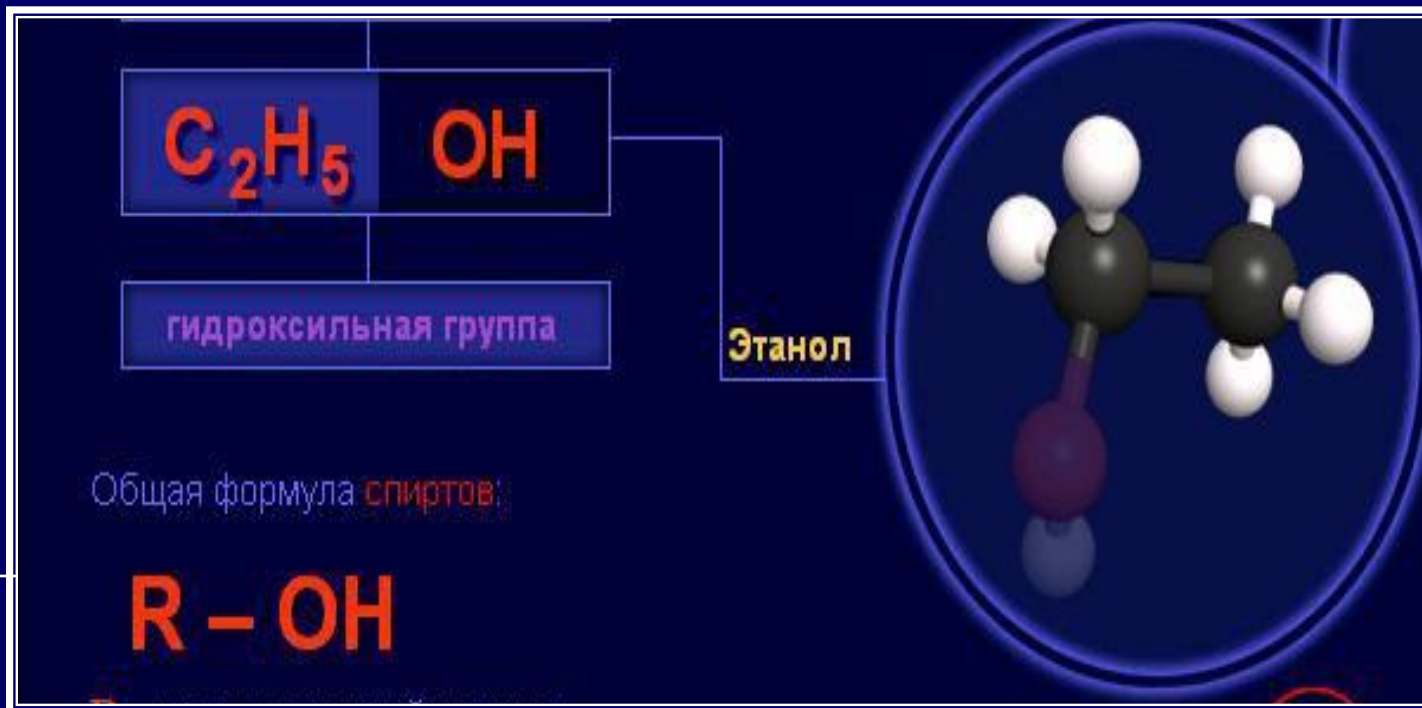 C₂H₅ OH
гидроксильная группа
Этанол
Общая формула спиртов:
R – OH